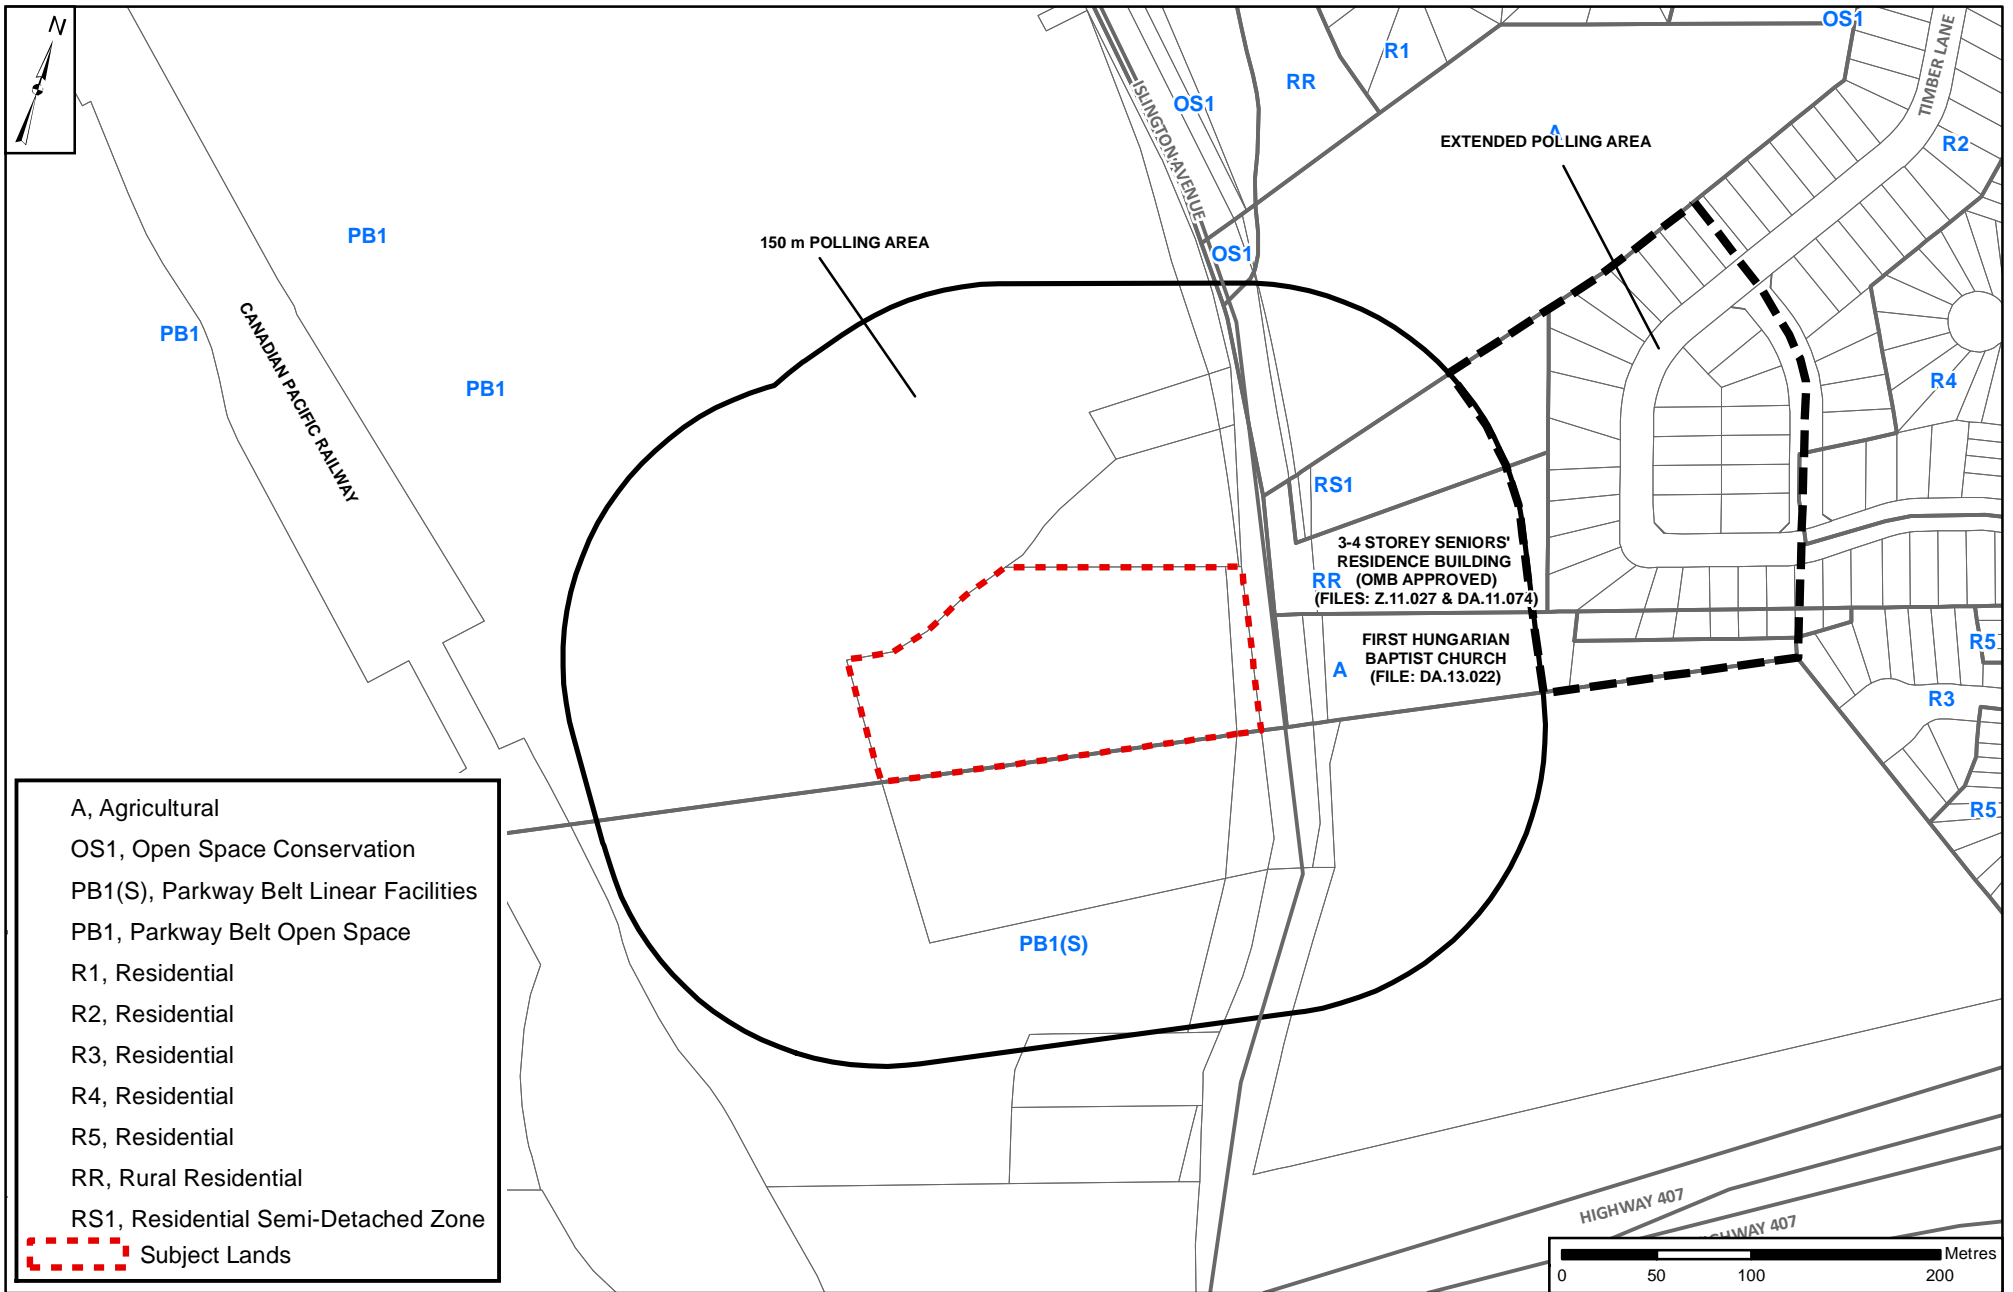 N
OS1
R1
RR
TIMBER LANE
OS1
ISLINGTON AVENUE
A
EXTENDED POLLING AREA
R2
PB1
150 m POLLING AREA
OS1
PB1
CANADIAN PACIFIC RAILWAY
PB1
R4
RS1
3-4 STOREY SENIORS'
RESIDENCE BUILDING
(OMB APPROVED)
(FILES: Z.11.027 & DA.11.074)
RR
FIRST HUNGARIAN
BAPTIST CHURCH
(FILE: DA.13.022)
A
R5
R3
R5
PB1(S)
A, Agricultural
OS1, Open Space Conservation
PB1(S), Parkway Belt Linear Facilities
PB1, Parkway Belt Open Space
R1, Residential
R2, Residential
R3, Residential
R4, Residential
R5, Residential
RR, Rural Residential
RS1, Residential Semi-Detached Zone
Subject Lands
HIGHWAY 407
HWAY 407
Metres
0 50 100 200